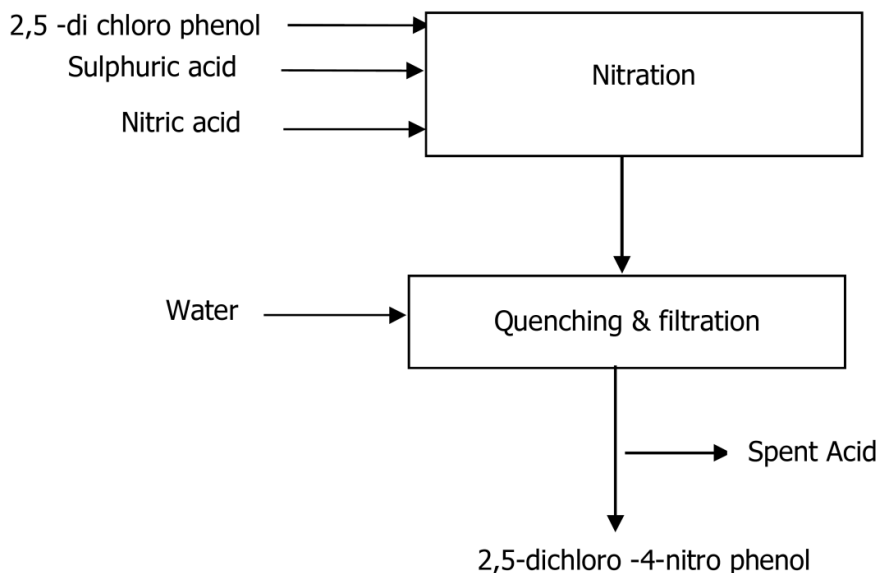 2,5 -di chloro phenol
Sulphuric acid
Nitration
Nitric acid
Water
Quenching & filtration
Spent Acid
2,5-dichloro -4-nitro phenol